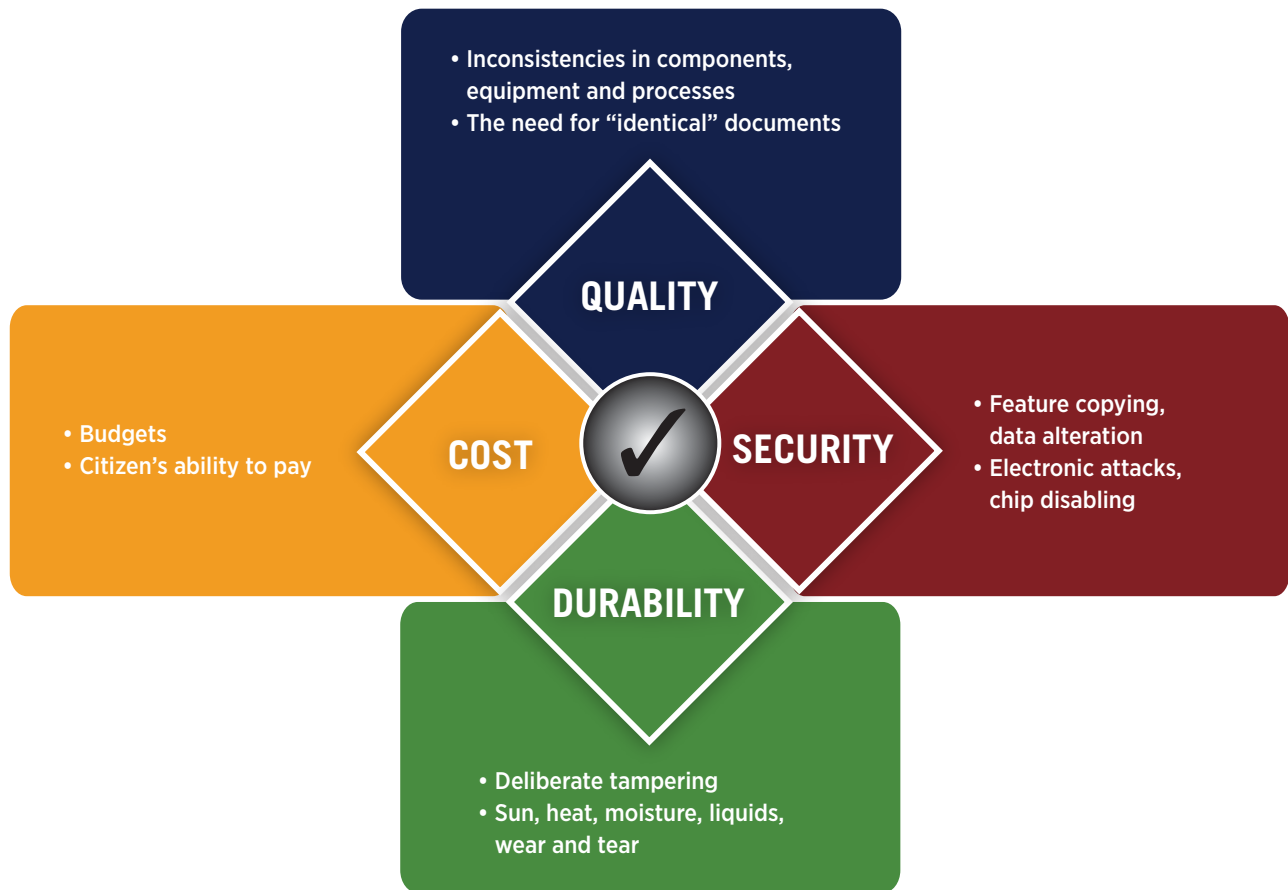 • Inconsistencies in components,
equipment and processes
• The need for “identical” documents
QUALITY
• Budgets
• Citizen’s ability to pay
COST
SECURITY
• Feature copying,
data alteration
• Electronic attacks,
chip disabling
DURABILITY
• Deliberate tampering
• Sun, heat, moisture, liquids,
wear and tear